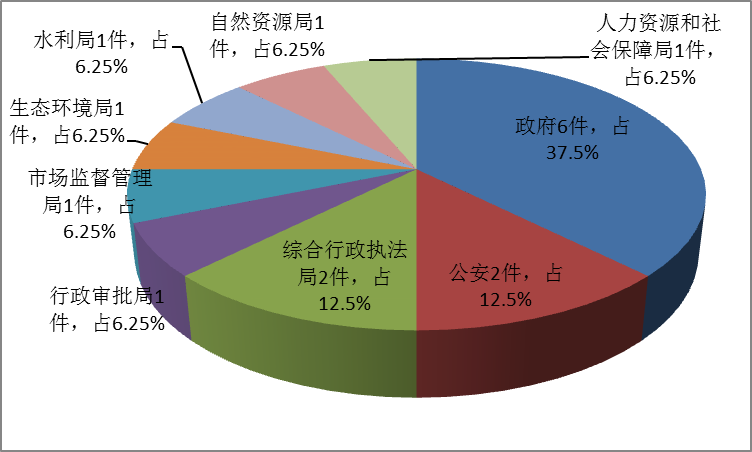 自然资源局1
件，占6.25%
人力资源和社
会保障局1件，
占6.25%
水利局1件，占
6.25%
生态环境局1
件，占6.25%
政府6件，占
37.5%
市场监督管理
局1件，占
6.25%
综合行政执法
局2件，占
12.5%
公安2件，占
12.5%
行政审批局1
件，占6.25%